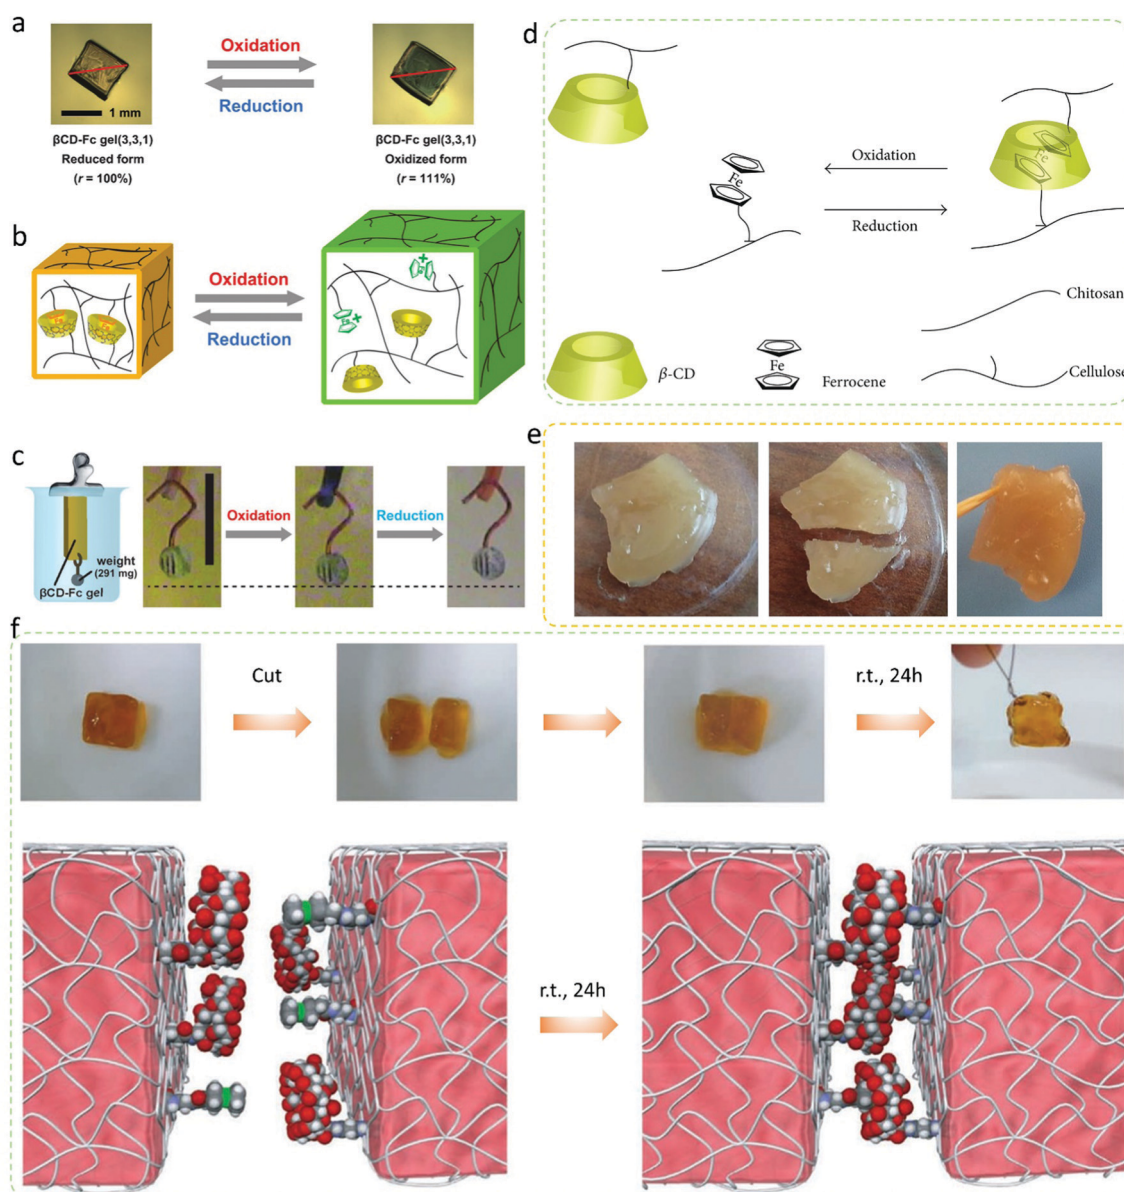 a
Oxidation
Reduction
1 mm
βCD-Fc gel(3,3,1)
Reduced form
(r = 100%)
βCD-Fc gel(3,3,1)
Oxidized form
(r = 111%)
b
Oxidation
Reduction
c
weight
(291 mg)
βCD-Fc gel
Oxidation
Reduction
d
Fe
Oxidation
Reduction
Fe
Chitosan
β-CD
Fe
Ferrocene
Cellulose
e
f
Cut
r.t., 24h
r.t., 24h